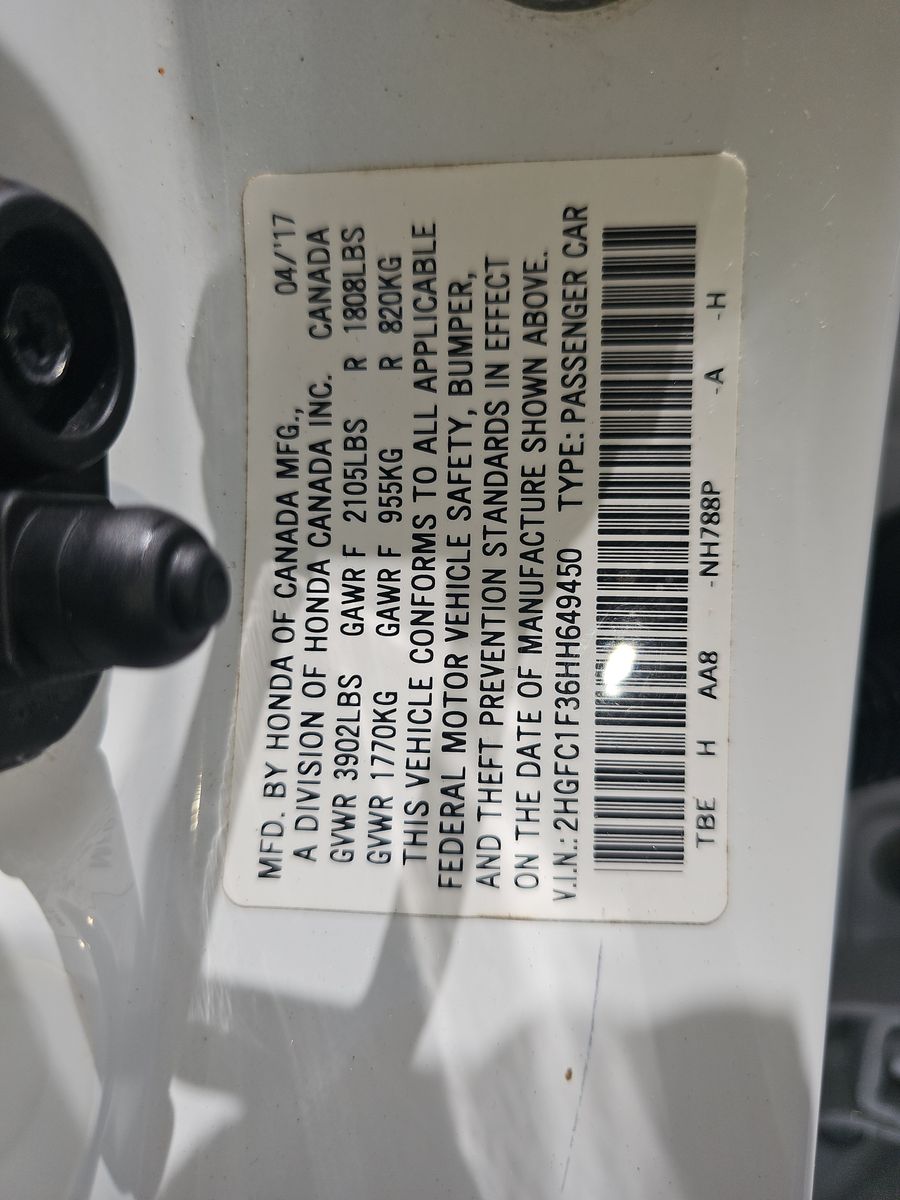 MFD. BY HONDA OF CANADA MFG., 04/'17
A DIVISION OF HONDA CANADA INC. CANADA
GVWR 3902LBS GAWR F 2105LBS R 1808LBS
GVWR 1770KG GAWR F 955KG R 820KG
THIS VEHICLE CONFORMS TO ALL APPLICABLE
FEDERAL MOTOR VEHICLE SAFETY, BUMPER,
AND THEFT PREVENTION STANDARDS IN EFFECT
ON THE DATE OF MANUFACTURE SHOWN ABOVE.
V.I.N.: 2HGFC1F36HH649450 TYPE: PASSENGER CAR
TBE H AA8 -NH788P -A -H